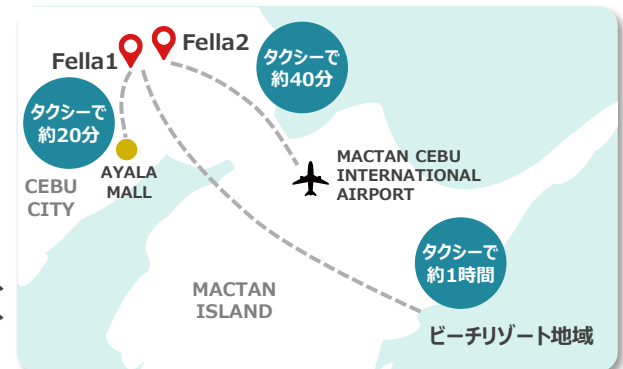 Fella1
Fella2
タクシーで
約40分
タクシーで
約20分
AYALA
MALL
CEBU
CITY
MACTAN CEBU
INTERNATIONAL
AIRPORT
タクシーで
約1時間
MACTAN
ISLAND
ビーチリゾート地域